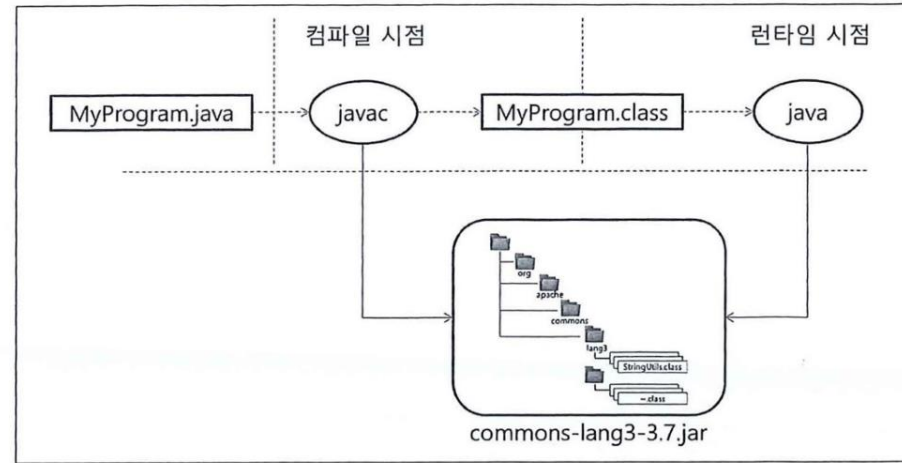 컴파일 시점
런타임 시점
MyProgram.java
javac
MyProgram.class
java
org
apache
commons
lang3
StringUtils.class
~.class
commons-lang3-3.7.jar